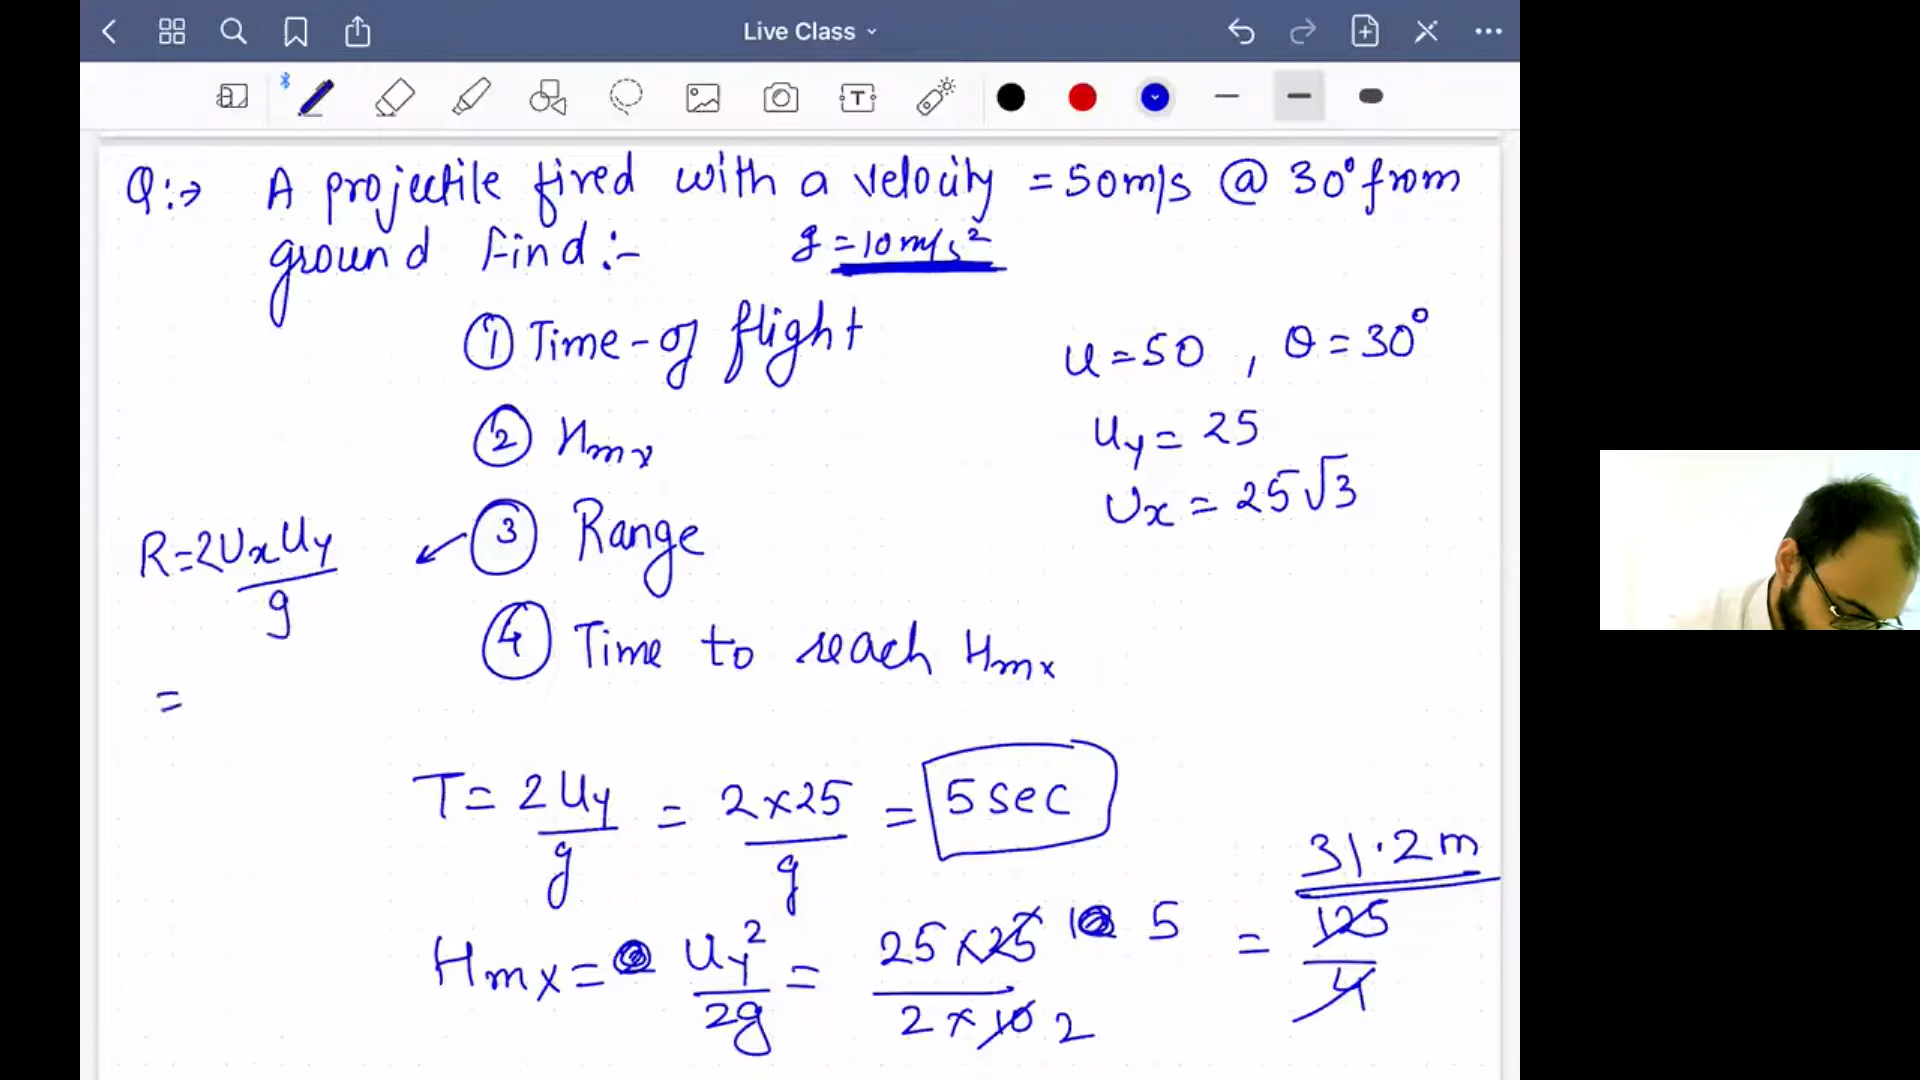 Live Class
Q:→ A projectile fired with a velocity = 50m/s @ 30° from
ground find :- g = 10m/s²
① Time-of flight
u = 50 , θ = 30°
② Hmx
uy = 25
Ux = 25√3
③ Range
R = 2UxUy/g
④ Time to reach Hmx
=
T = 2Uy/g = 2×25/g = 5 sec
31.2m
Hmx = Uy²/2g = 25×25 5/2×10 2 = 125/4